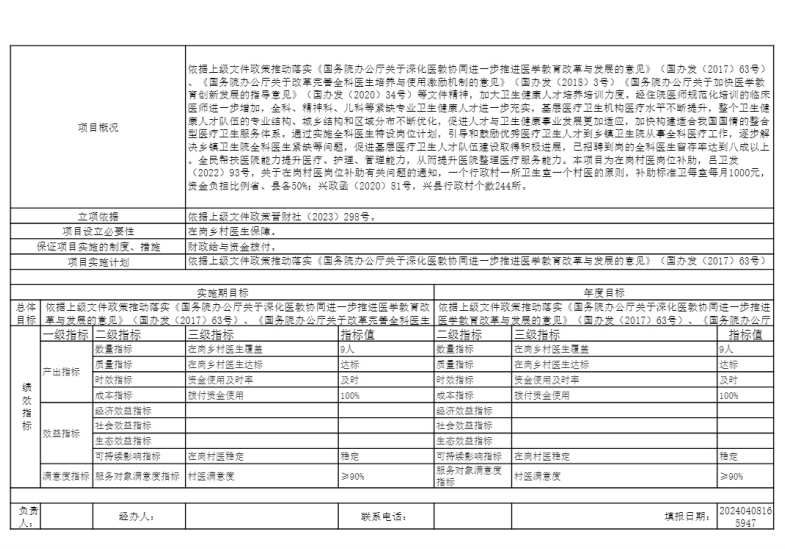 项目概况
依据上级文件政策推动落实《国务院办公厅关于深化医教协同进一步推进医学教育改革与发展的意见》（国办发（2017）63号）
、《国务院办公厅关于改革完善全科医生培养与使用激励机制的意见》（国办发（2018）3号）《国务院办公厅关于加快医学教
育创新发展的指导意见》（国办发（2020）34号）等文件精神，加大卫生健康人才培养培训力度。经住院医师规范化培训的临床
医师进一步增加，全科、精神科、儿科等紧缺专业卫生健康人才进一步充实，基层医疗卫生机构医疗水平不断提升，整个卫生健
康人才队伍的专业结构、城乡结构和区域分布不断优化，促进人才与卫生健康事业发展更加适应，加快构建适合我国国情的整合
型医疗卫生服务体系。通过实施全科医生特设岗位计划，引导和鼓励优秀医疗卫生人才到乡镇卫生院从事全科医疗工作，逐步解
决乡镇卫生院全科医生紧缺等问题，促进基层医疗卫生人才队伍建设取得积极进展，已招聘到岗的全科医生留存率达到八成以上
。全民帮扶医院能力提升医疗、护理、管理能力，从而提升医院整理医疗服务能力。本项目为在岗村医岗位补助，吕卫发
（2022）93号，关于在岗村医岗位补助有关问题的通知，一个行政村一所卫生室一个村医的原则，补助标准卫每室每月1000元，
资金负担比例省、县各50%；兴政函（2020）81号，兴县行政村个数244所。
立项依据 依据上级文件政策晋财社（2023）298号。
项目设立必要性 在岗乡村医生保障。
保证项目实施的制度、措施 财政给与资金拨付。
项目实施计划 依据上级文件政策推动落实《国务院办公厅关于深化医教协同进一步推进医学教育改革与发展的意见》（国办发（2017）63号）
实施期目标 年度目标
总体目标 依据上级文件政策推动落实《国务院办公厅关于深化医教协同进一步推进医学教育改 依据上级文件政策推动落实《国务院办公厅关于深化医教协同进一步推进
革与发展的意见》（国办发（2017）63号）、《国务院办公厅关于改革完善全科医生 医学教育改革与发展的意见》（国办发（2017）63号）、《国务院办公厅
绩效指标
一级指标 二级指标 三级指标 指标值 二级指标 三级指标 指标值
产出指标
数量指标 在岗乡村医生覆盖 9人 数量指标 在岗乡村医生覆盖 9人
质量指标 在岗乡村医生达标 达标 质量指标 在岗乡村医生达标 达标
时效指标 资金使用及时率 及时 时效指标 资金使用及时率 及时
成本指标 拨付资金使用 100% 成本指标 拨付资金使用 100%
效益指标
经济效益指标 经济效益指标
社会效益指标 社会效益指标
生态效益指标 生态效益指标
可持续影响指标 在岗村医稳定 稳定 可持续影响指标 在岗村医稳定 稳定
满意度指标 服务对象满意度指标 村医满意度 ≥90% 服务对象满意度指标 村医满意度 ≥90%
负责人： 经办人： 联系电话： 填报日期： 20240408165947